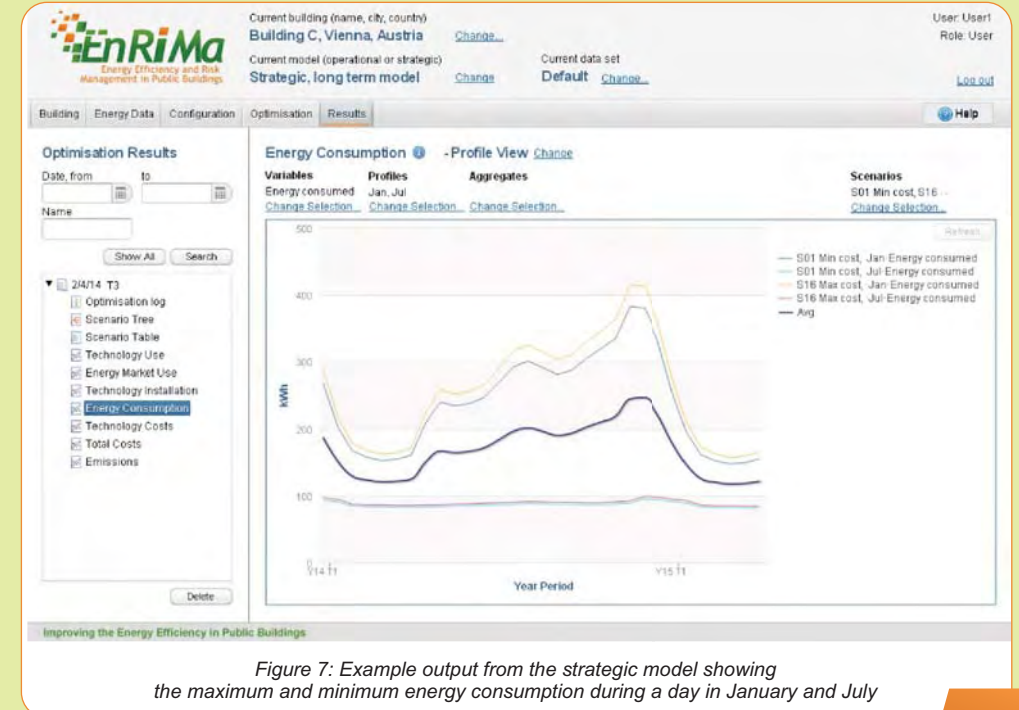 EnRiMa
Energy Efficiency and Risk
Management in Public Buildings
Current building (name, city, country)
Building C, Vienna, Austria Change...
Current model (operational or strategic)
Strategic, long term model Change
Current data set
Default Change...
User: User1
Role: User
Log out
Building Energy Data Configuration Optimisation Results
Help
Optimisation Results
Date, from to
Name
Show All Search
2/4/14 T3
Optimisation log
Scenario Tree
Scenario Table
Technology Use
Energy Market Use
Technology Installation
Energy Consumption
Technology Costs
Total Costs
Emissions
Delete
Energy Consumption -Profile View Change
Variables Profiles Aggregates Scenarios
Energy consumed Jan, Jul S01 Min cost, S16 ...
Change Selection... Change Selection... Change Selection... Change Selection...
Refresh
500
400
300
200
100
0
kWh
Y14 T1 Y15 T1
Year Period
S01 Min cost, Jan-Energy consumed
S01 Min cost, Jul-Energy consumed
S16 Max cost, Jan-Energy consumed
S16 Max cost, Jul-Energy consumed
Avg
Improving the Energy Efficiency in Public Buildings
Figure 7: Example output from the strategic model showing
the maximum and minimum energy consumption during a day in January and July